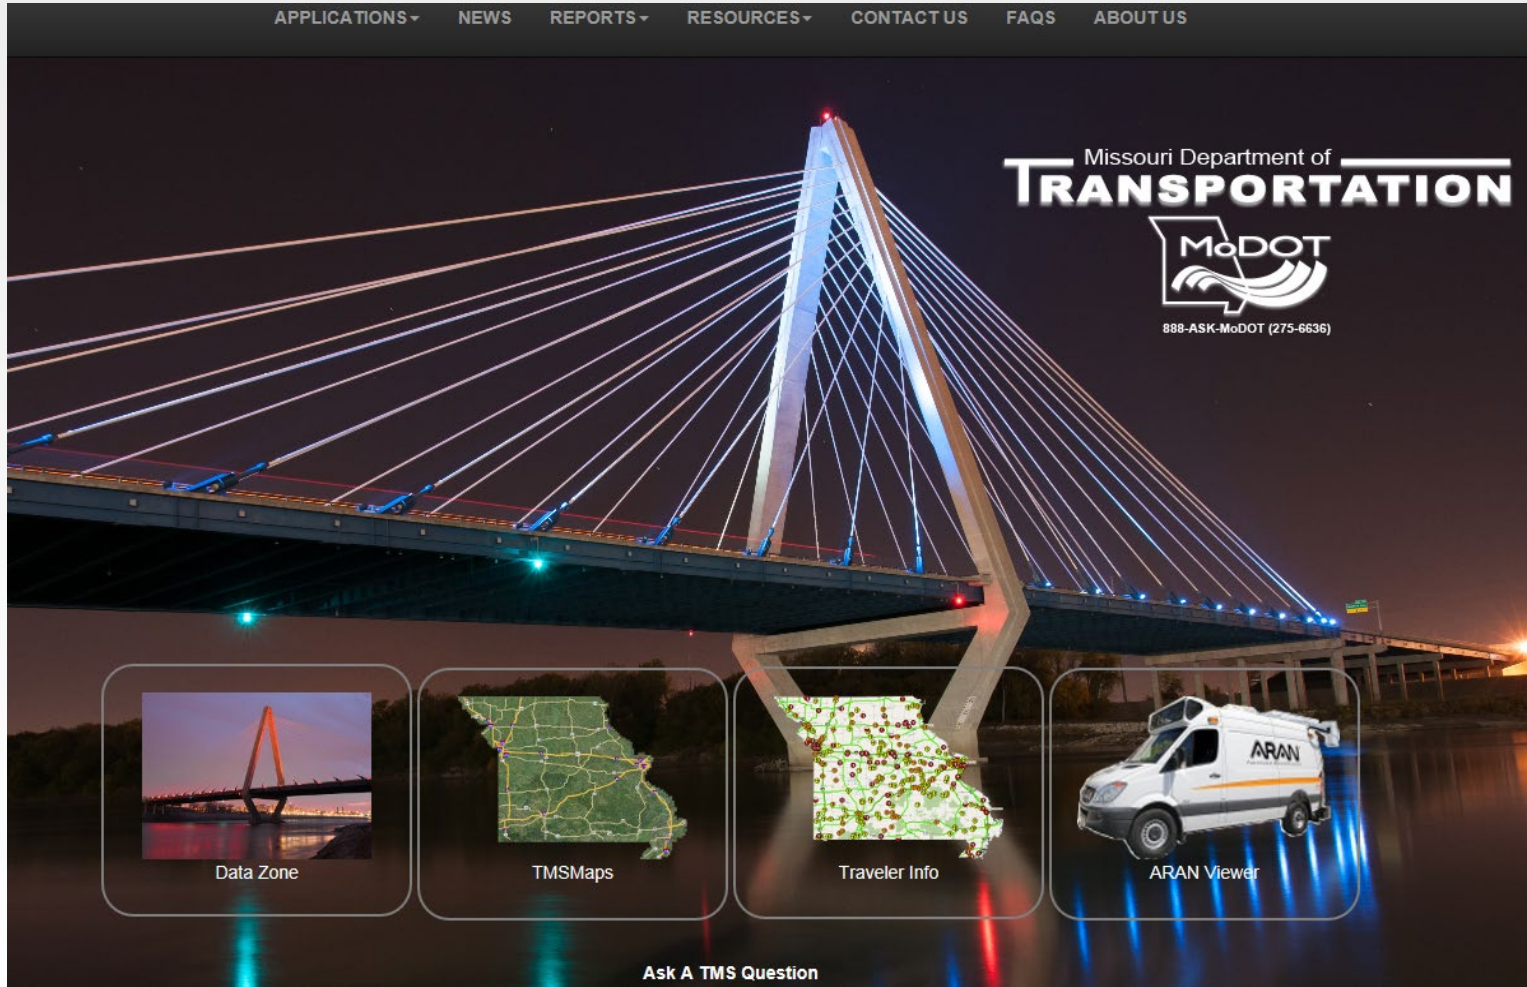 APPLICATIONS NEWS REPORTS RESOURCES CONTACT US FAQS ABOUT US
Missouri Department of
TRANSPORTATION
MoDOT
888-ASK-MoDOT (275-6636)
ARAN
Data Zone TMSMaps Traveler Info ARAN Viewer
Ask A TMS Question